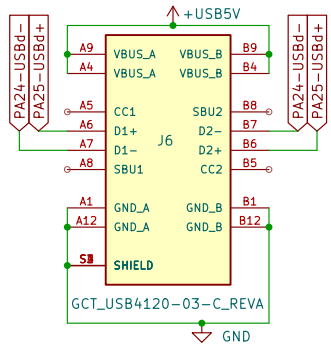 +USB5V
PA24-USBd-
PA25-USBd+
PA24-USBd-
PA25-USBd+
A9 VBUS_A VBUS_B B9
A4 VBUS_A VBUS_B B4
A5 CC1 SBU2 B8
A6 D1+ D2- B7
J6
A7 D1- D2+ B6
A8 SBU1 CC2 B5
A1 GND_A GND_B B1
A12 GND_A GND_B B12
SHIELD
GCT_USB4120-03-C_REVA
GND